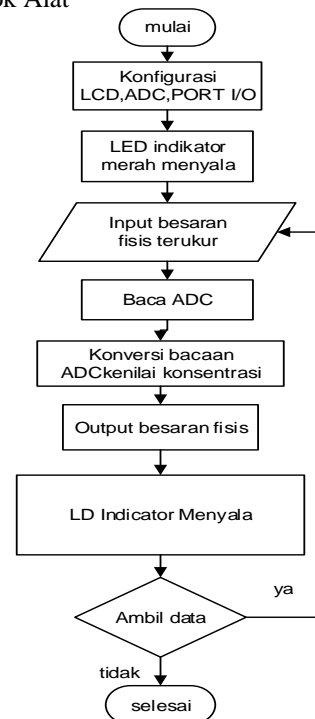 ok Alat
mulai
Konfigurasi
LCD,ADC,PORT I/O
LED indikator
merah menyala
Input besaran
fisis terukur
Baca ADC
Konversi bacaan
ADCkenilai konsentrasi
Output besaran fisis
LD Indicator Menyala
Ambil data
ya
tidak
selesai